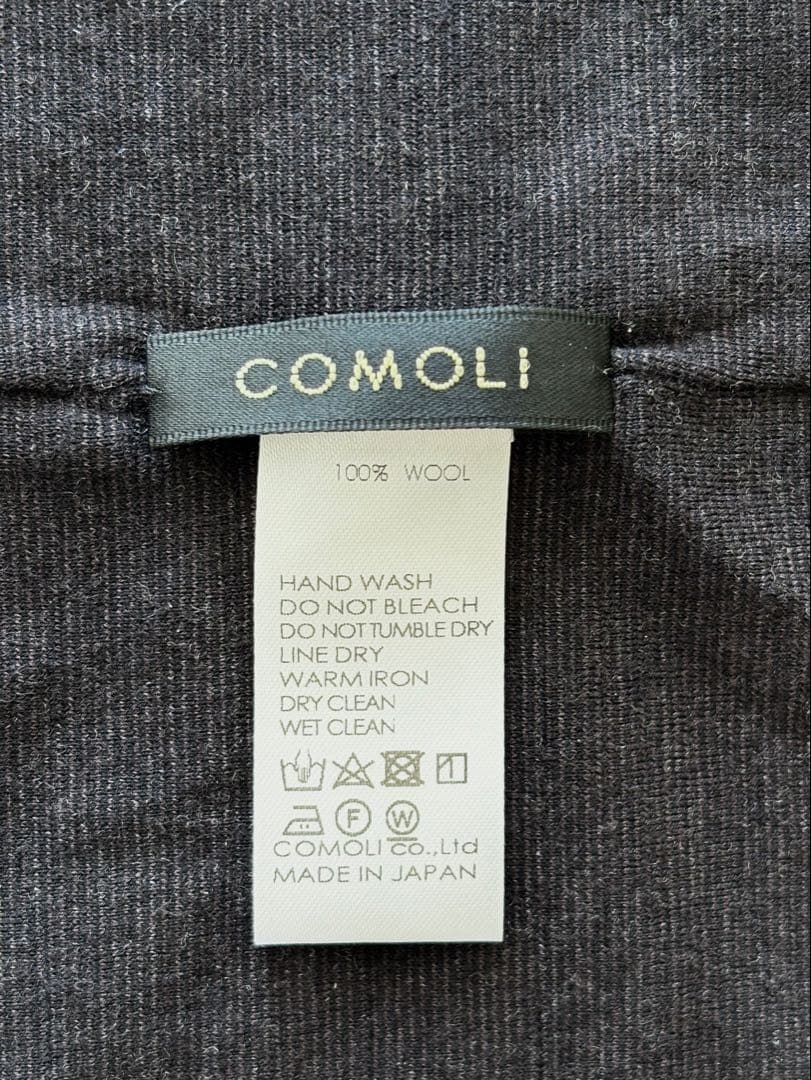 COMOLI
100% WOOL
HAND WASH
DO NOT BLEACH
DO NOT TUMBLE DRY
LINE DRY
WARM IRON
DRY CLEAN
WET CLEAN
F W
COMOLI co.,Ltd
MADE IN JAPAN